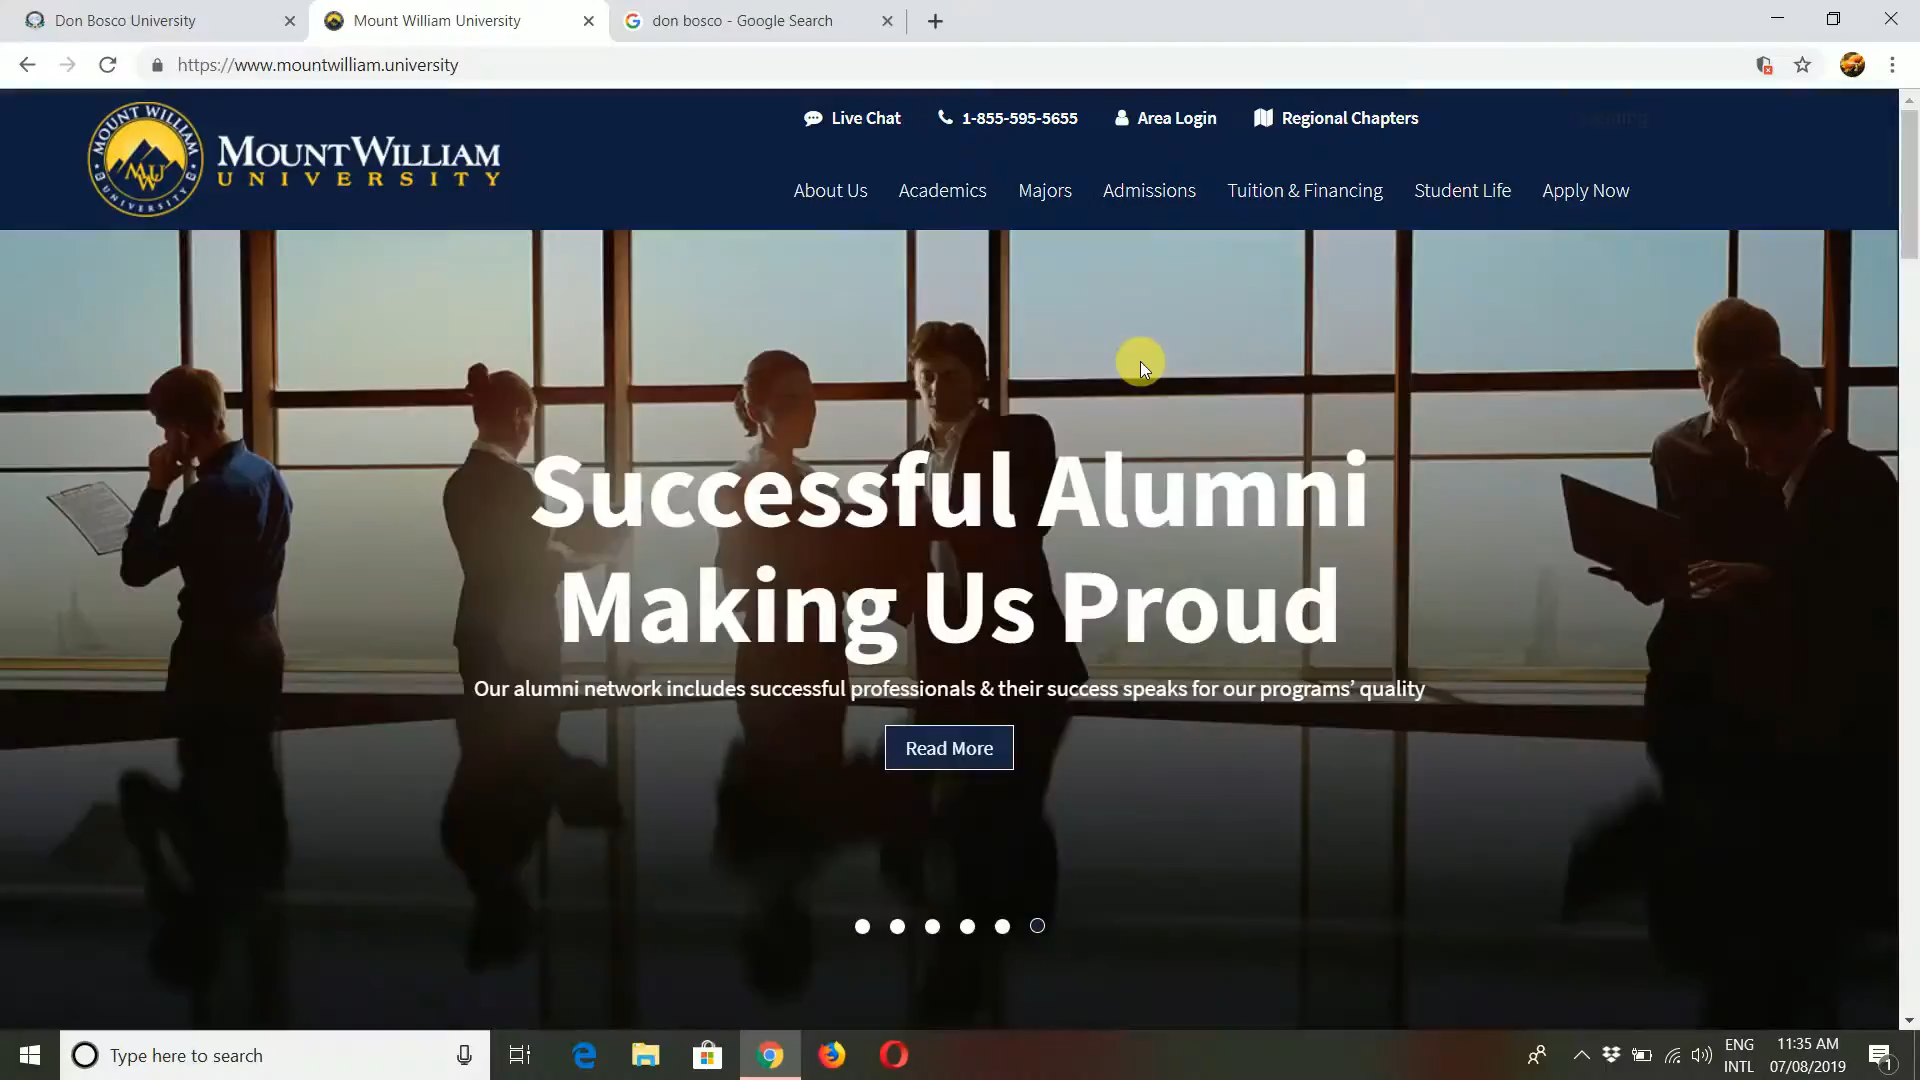 Don Bosco University
Mount William University
don bosco - Google Search
https://www.mountwilliam.university
Live Chat
1-855-595-5655
Area Login
Regional Chapters
MOUNT WILLIAM
MWU
UNIVERSITY
MOUNTWILLIAM
UNIVERSITY
About Us
Academics
Majors
Admissions
Tuition & Financing
Student Life
Apply Now
Successful Alumni
Making Us Proud
Our alumni network includes successful professionals & their success speaks for our programs’ quality
Read More
Type here to search
ENG
INTL
11:35 AM
07/08/2019
1